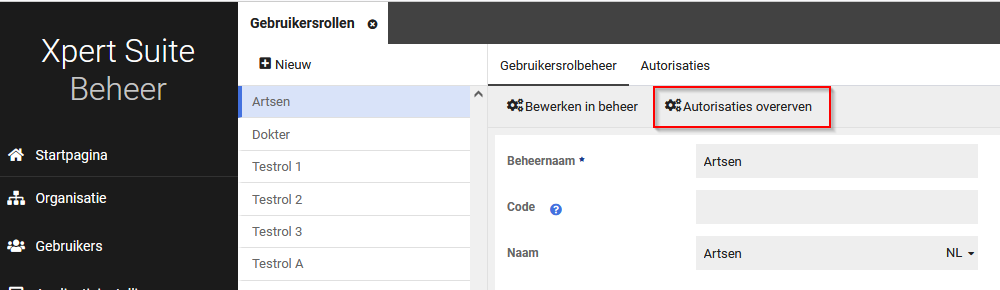 Xpert Suite
Beheer
Startpagina
Organisatie
Gebruikers
Gebruikersrollen
Nieuw
Artsen
Dokter
Testrol 1
Testrol 2
Testrol 3
Testrol A
Gebruikersrolbeheer Autorisaties
Bewerken in beheer Autorisaties overerven
Beheernaam * Artsen
Code ?
Naam Artsen NL